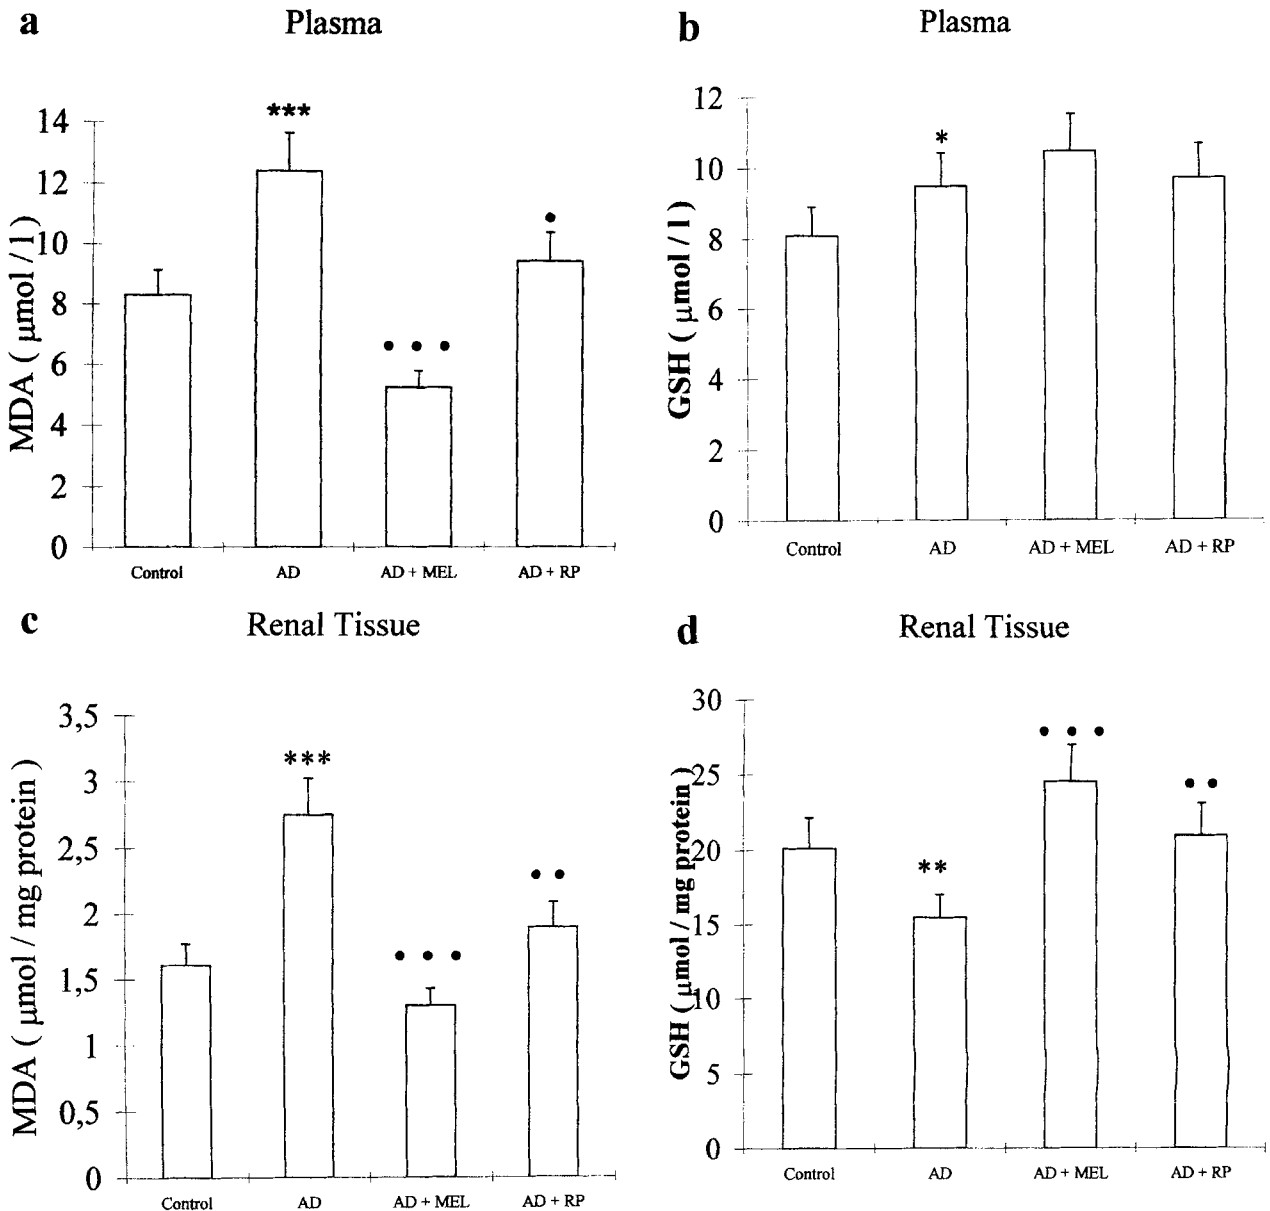 a
Plasma
MDA ( µmol / l )
14
12
10
8
6
4
2
0
***
• • •
•
Control
AD
AD + MEL
AD + RP
b
Plasma
GSH ( µmol / l )
12
10
8
6
4
2
0
*
Control
AD
AD + MEL
AD + RP
c
Renal Tissue
MDA ( µmol / mg protein )
3,5
3
2,5
2
1,5
1
0,5
0
***
• • •
• •
Control
AD
AD + MEL
AD + RP
d
Renal Tissue
GSH ( µmol / mg protein )
30
25
20
15
10
5
0
**
• • •
• •
Control
AD
AD + MEL
AD + RP